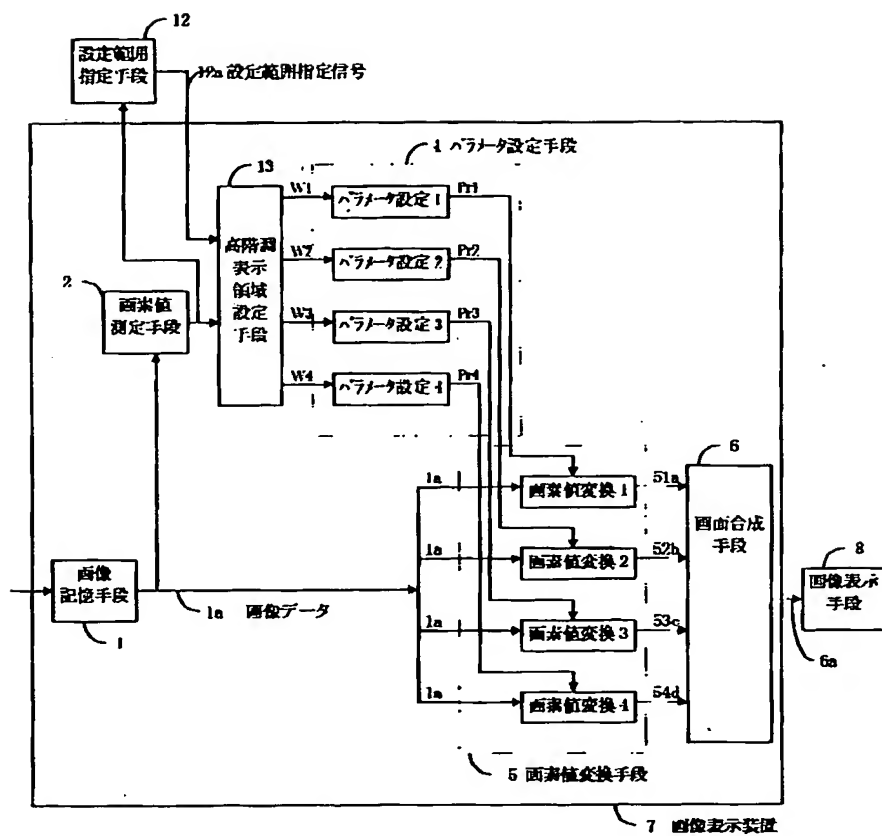 12
設定範囲
指定手段
12a 設定範囲指定信号
4 パラメータ設定手段
13
高階調
表示
領域
設定
手段
W1
パラメータ設定1
Pr1
W2
パラメータ設定2
Pr2
W3
パラメータ設定3
Pr3
W4
パラメータ設定4
Pr4
2
画素値
測定手段
1a
画素値変換1
51a
1a
画素値変換2
52b
1a
画素値変換3
53c
1a
画素値変換4
54d
6
画面合成
手段
8
画像表示
手段
6a
画像
記憶手段
1
1a 画像データ
5 画素値変換手段
7 画像表示装置